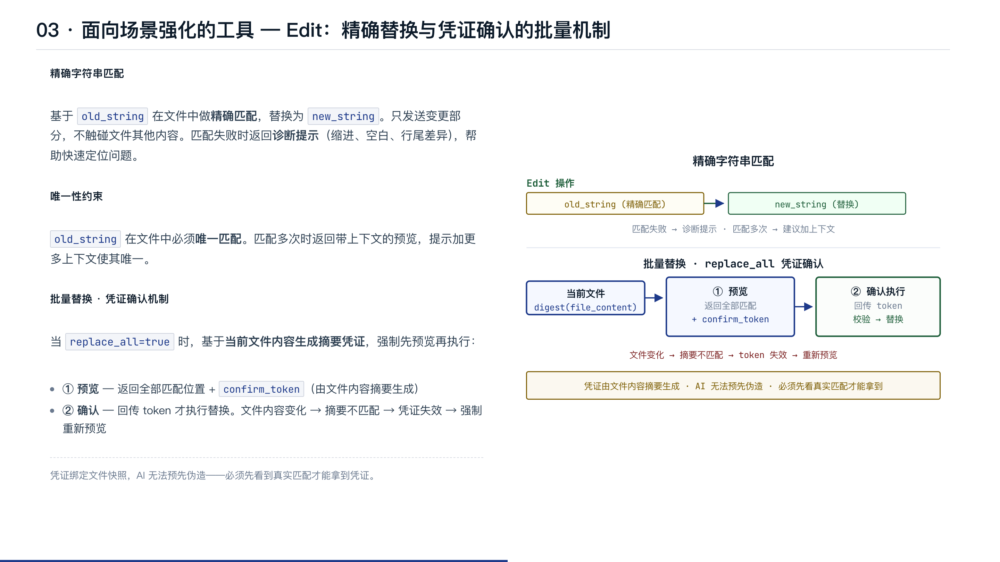 03 · 面向场景强化的工具 — Edit：精确替换与凭证确认的批量机制
精确字符串匹配
基于 old_string 在文件中做精确匹配，替换为 new_string。只发送变更部
分，不触碰文件其他内容。匹配失败时返回诊断提示（缩进、空白、行尾差异），帮
助快速定位问题。
唯一性约束
old_string 在文件中必须唯一匹配。匹配多次时返回带上下文的预览，提示加更
多上下文使其唯一。
批量替换 · 凭证确认机制
当 replace_all=true 时，基于当前文件内容生成摘要凭证，强制先预览再执行：
• ① 预览 — 返回全部匹配位置 + confirm_token（由文件内容摘要生成）
• ② 确认 — 回传 token 才执行替换。文件内容变化 → 摘要不匹配 → 凭证失效 → 强制
重新预览
凭证绑定文件快照，AI 无法预先伪造——必须先看到真实匹配才能拿到凭证。
精确字符串匹配
Edit 操作
old_string (精确匹配)
new_string (替换)
匹配失败 → 诊断提示 · 匹配多次 → 建议加上下文
批量替换 · replace_all 凭证确认
当前文件
digest(file_content)
① 预览
返回全部匹配
+ confirm_token
② 确认执行
回传 token
校验 → 替换
文件变化 → 摘要不匹配 → token 失效 → 重新预览
凭证由文件内容摘要生成 · AI 无法预先伪造 · 必须先看真实匹配才能拿到